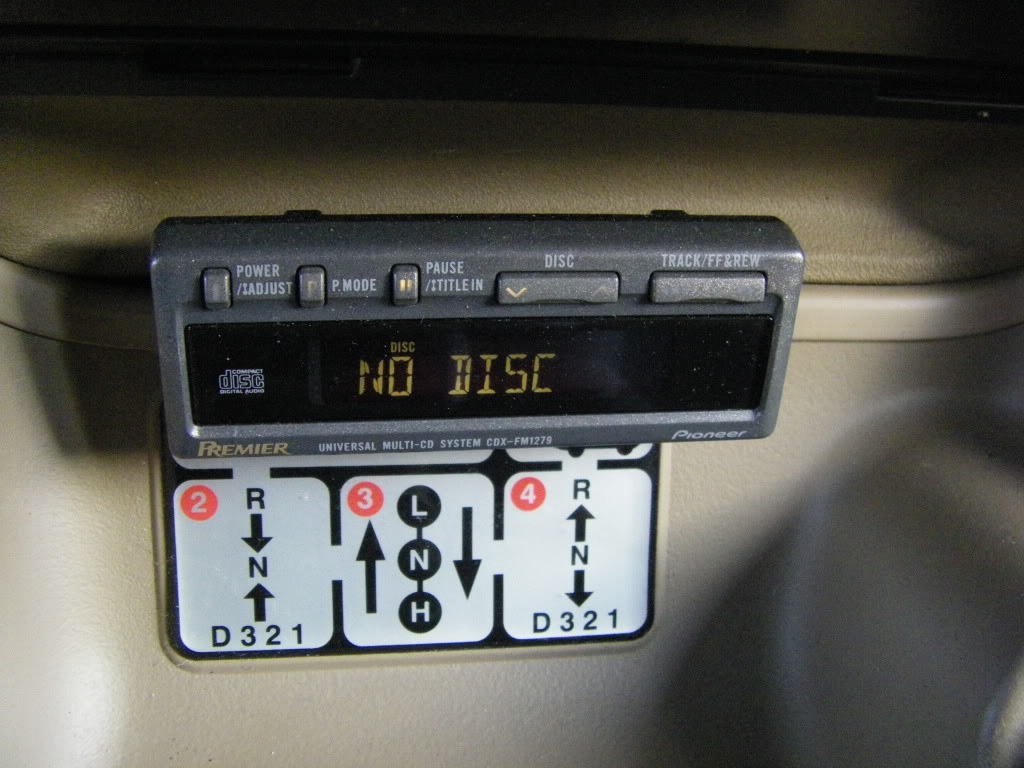 POWER
/ADJUST
P.MODE
PAUSE
/TITLE IN
DISC
TRACK/FF&REW
DISC
NO DISC
COMPACT
disc
DIGITAL AUDIO
PREMIER
UNIVERSAL MULTI-CD SYSTEM CDX-FM1279
Pioneer
2
R
N
D 3 2 1
3
L
N
H
4
R
N
D 3 2 1